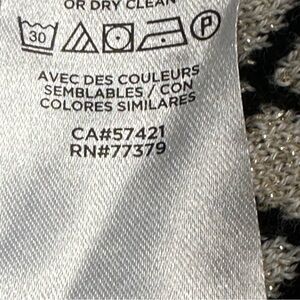 OR DRY CLEAN
30 P
AVEC DES COULEURS
SEMBLABLES / CON
COLORES SIMILARES
CA#57421
RN#77379